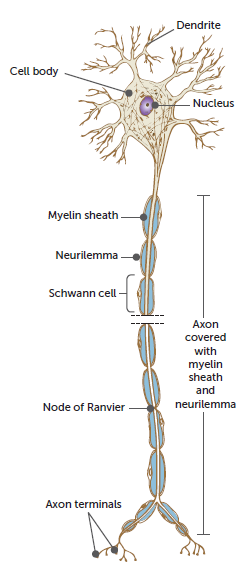 Dendrite
Cell body
Nucleus
Myelin sheath
Neurilemma
Schwann cell
Axon
covered
with
myelin
sheath
and
neurilemma
Node of Ranvier
Axon terminals